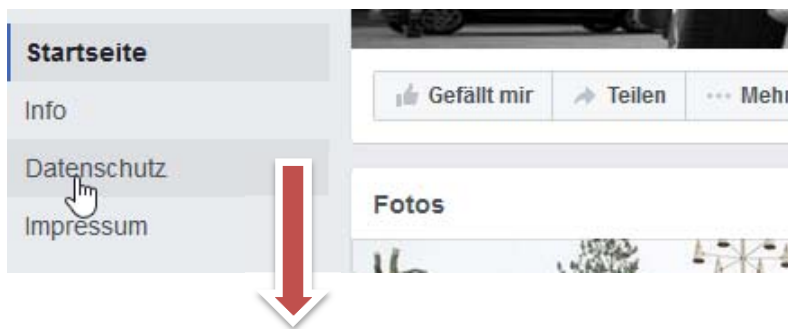 Startseite
Info
Datenschutz
Impressum
Gefällt mir
Teilen
Mehr
Fotos